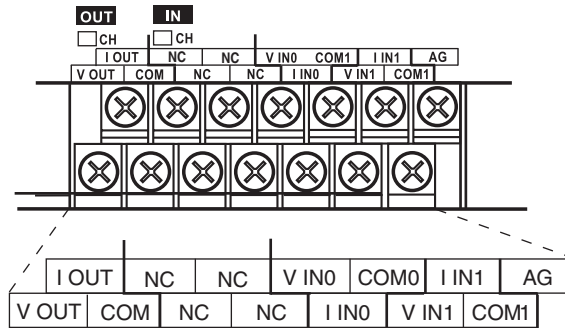 OUT IN
CH CH
I OUT NC NC V IN0 COM1 I IN1 AG
V OUT COM NC NC I IN0 V IN1 COM1
I OUT NC NC V IN0 COM0 I IN1 AG
V OUT COM NC NC I IN0 V IN1 COM1